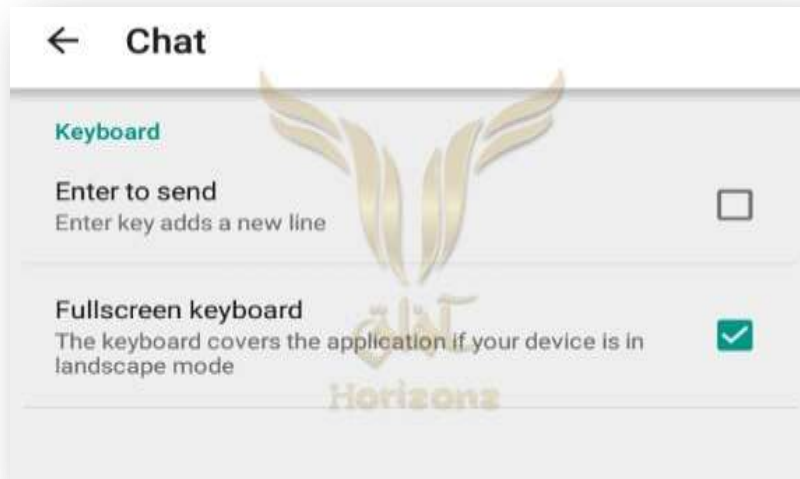 Chat
Keyboard
Enter to send
Enter key adds a new line
Fullscreen keyboard
The keyboard covers the application if your device is in
landscape mode
آفاق
Horizons